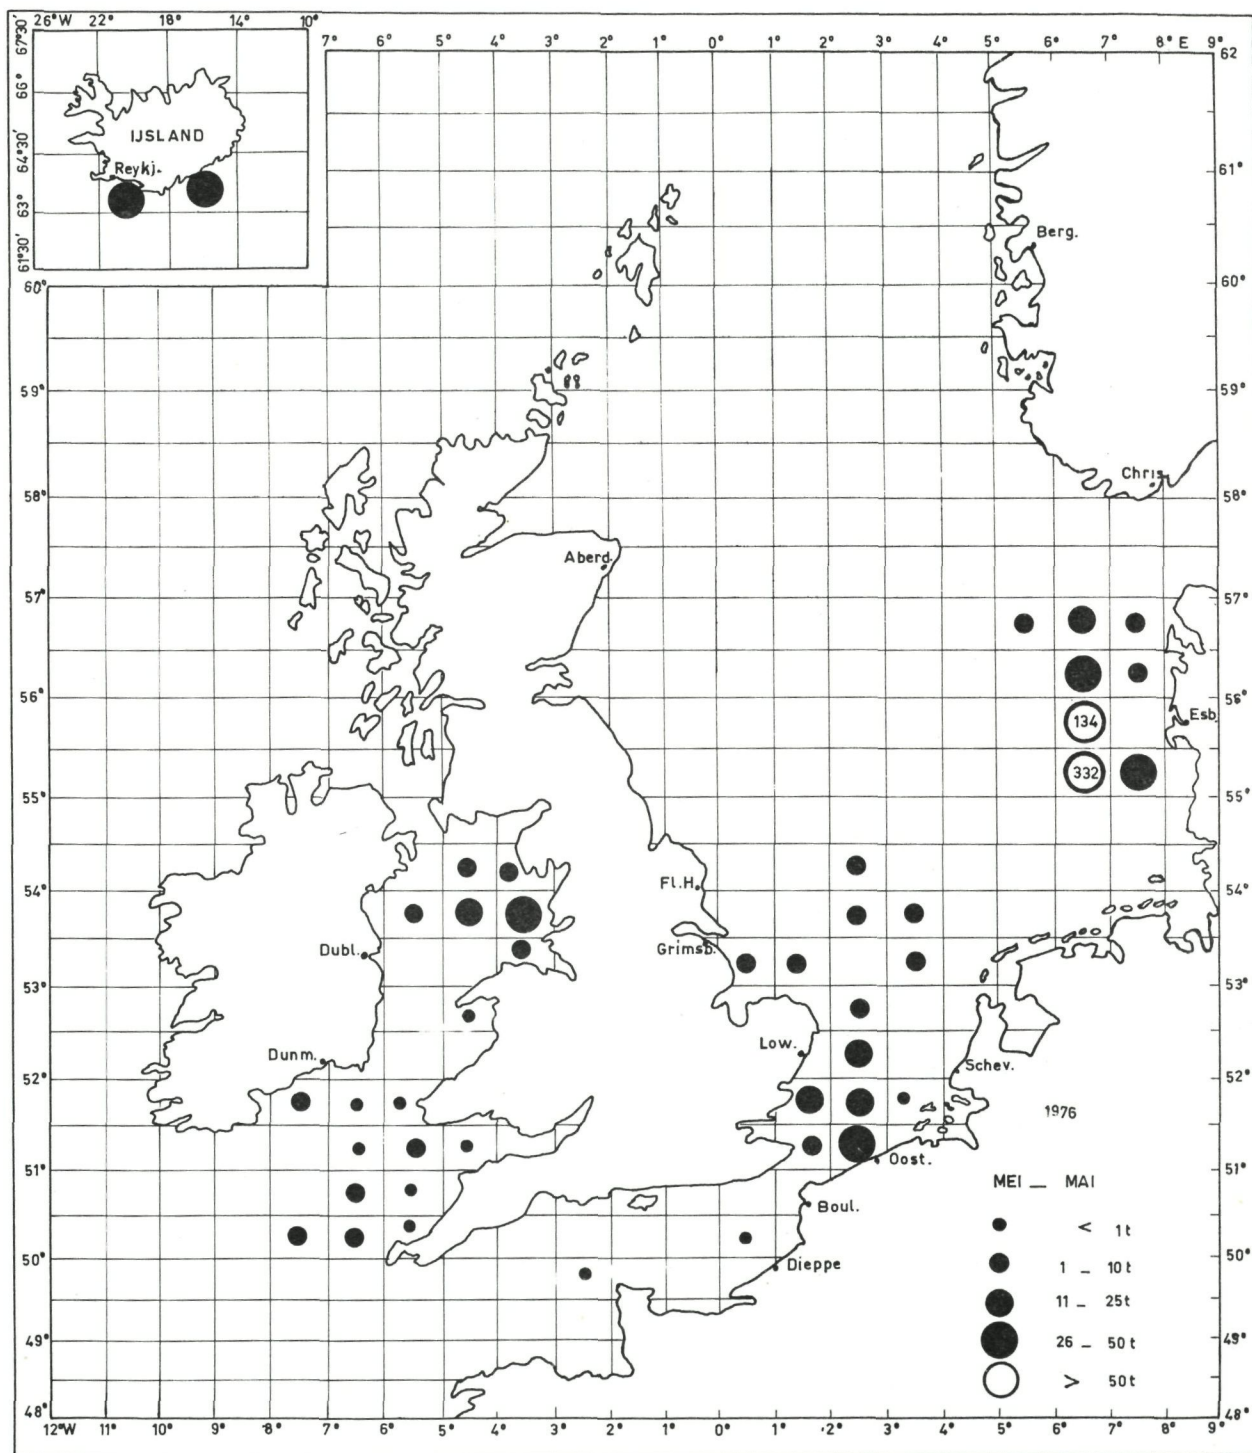 26°W 22° 18° 14° 10°
67°30'
66°
64°30'
63°
61°30'
IJSLAND
Reykj.
7° 6° 5° 4° 3° 2° 1° 0° 1° 2° 3° 4° 5° 6° 7° 8° E 9°
62
61°
Berg.
60° 60°
59° 59°
Chris
58° 58°
Aberd.
57° 57°
56° 56°
Esb
134
332
55° 55°
54° 54°
Fl.H.
Dubl.
Grimsb.
53° 53°
Low.
Dunm.
52° 52°
Schev.
1976
51° 51°
Oost.
MEI _ MAI
Boul.
< 1t
50° 50°
Dieppe
1 _ 10t
11 _ 25t
49° 49°
26 _ 50t
> 50t
48° 48°
12°W 11° 10° 9° 8° 7° 6° 5° 4° 3° 2° 1° 0° 1° 2° 3° 4° 5° 6° 7° 8° 9°